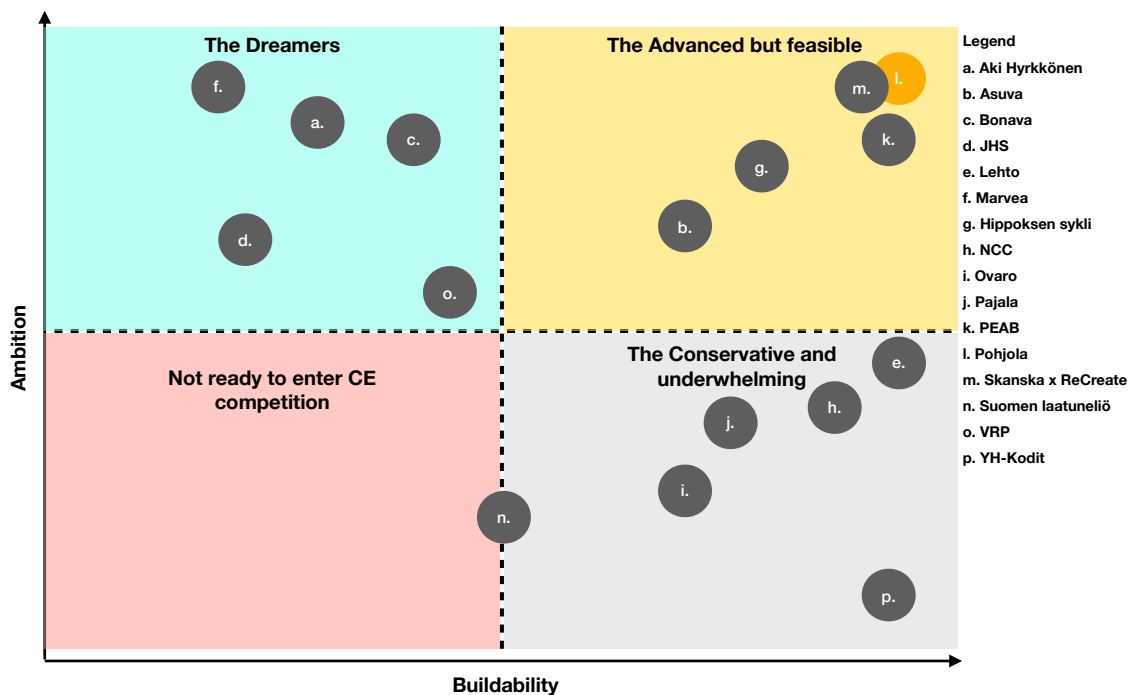 The Dreamers
The Advanced but feasible
f.
a.
c.
d.
o.
m.
l.
k.
g.
b.
Ambition
Not ready to enter CE
competition
The Conservative and
underwhelming
e.
h.
j.
i.
n.
p.
Buildability
Legend
a. Aki Hyrkkönen
b. Asuva
c. Bonava
d. JHS
e. Lehto
f. Marvea
g. Hippoksen sykli
h. NCC
i. Ovaro
j. Pajala
k. PEAB
l. Pohjola
m. Skanska x ReCreate
n. Suomen laatuneliö
o. VRP
p. YH-Kodit